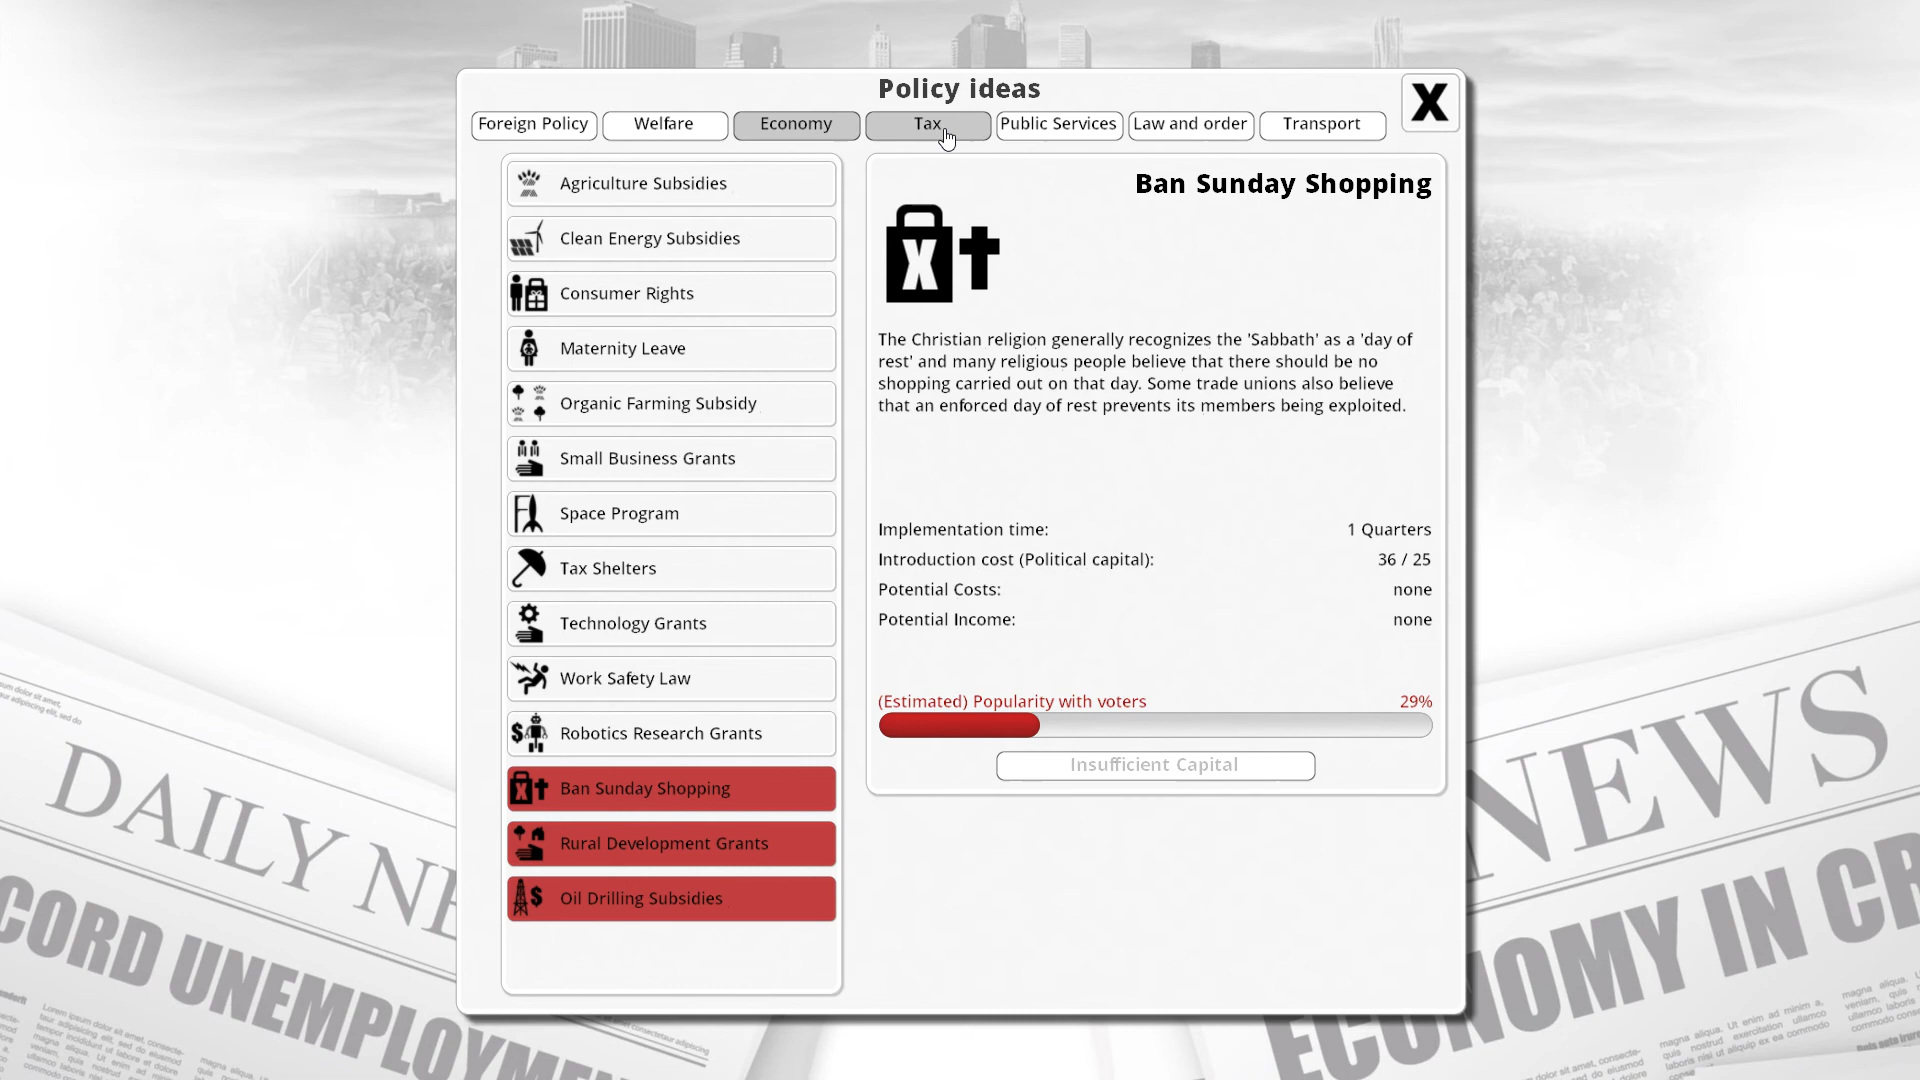 Policy ideas
X
Foreign Policy
Welfare
Economy
Tax
Public Services
Law and order
Transport
Agriculture Subsidies
Clean Energy Subsidies
Consumer Rights
Maternity Leave
Organic Farming Subsidy
Small Business Grants
Space Program
Tax Shelters
Technology Grants
Work Safety Law
Robotics Research Grants
Ban Sunday Shopping
Rural Development Grants
Oil Drilling Subsidies
Ban Sunday Shopping
The Christian religion generally recognizes the 'Sabbath' as a 'day of
rest' and many religious people believe that there should be no
shopping carried out on that day. Some trade unions also believe
that an enforced day of rest prevents its members being exploited.
Implementation time: 1 Quarters
Introduction cost (Political capital): 36 / 25
Potential Costs: none
Potential Income: none
(Estimated) Popularity with voters 29%
Insufficient Capital
DAILY NE
CORD UNEMPLOYME
NEWS
ECONOMY IN CR